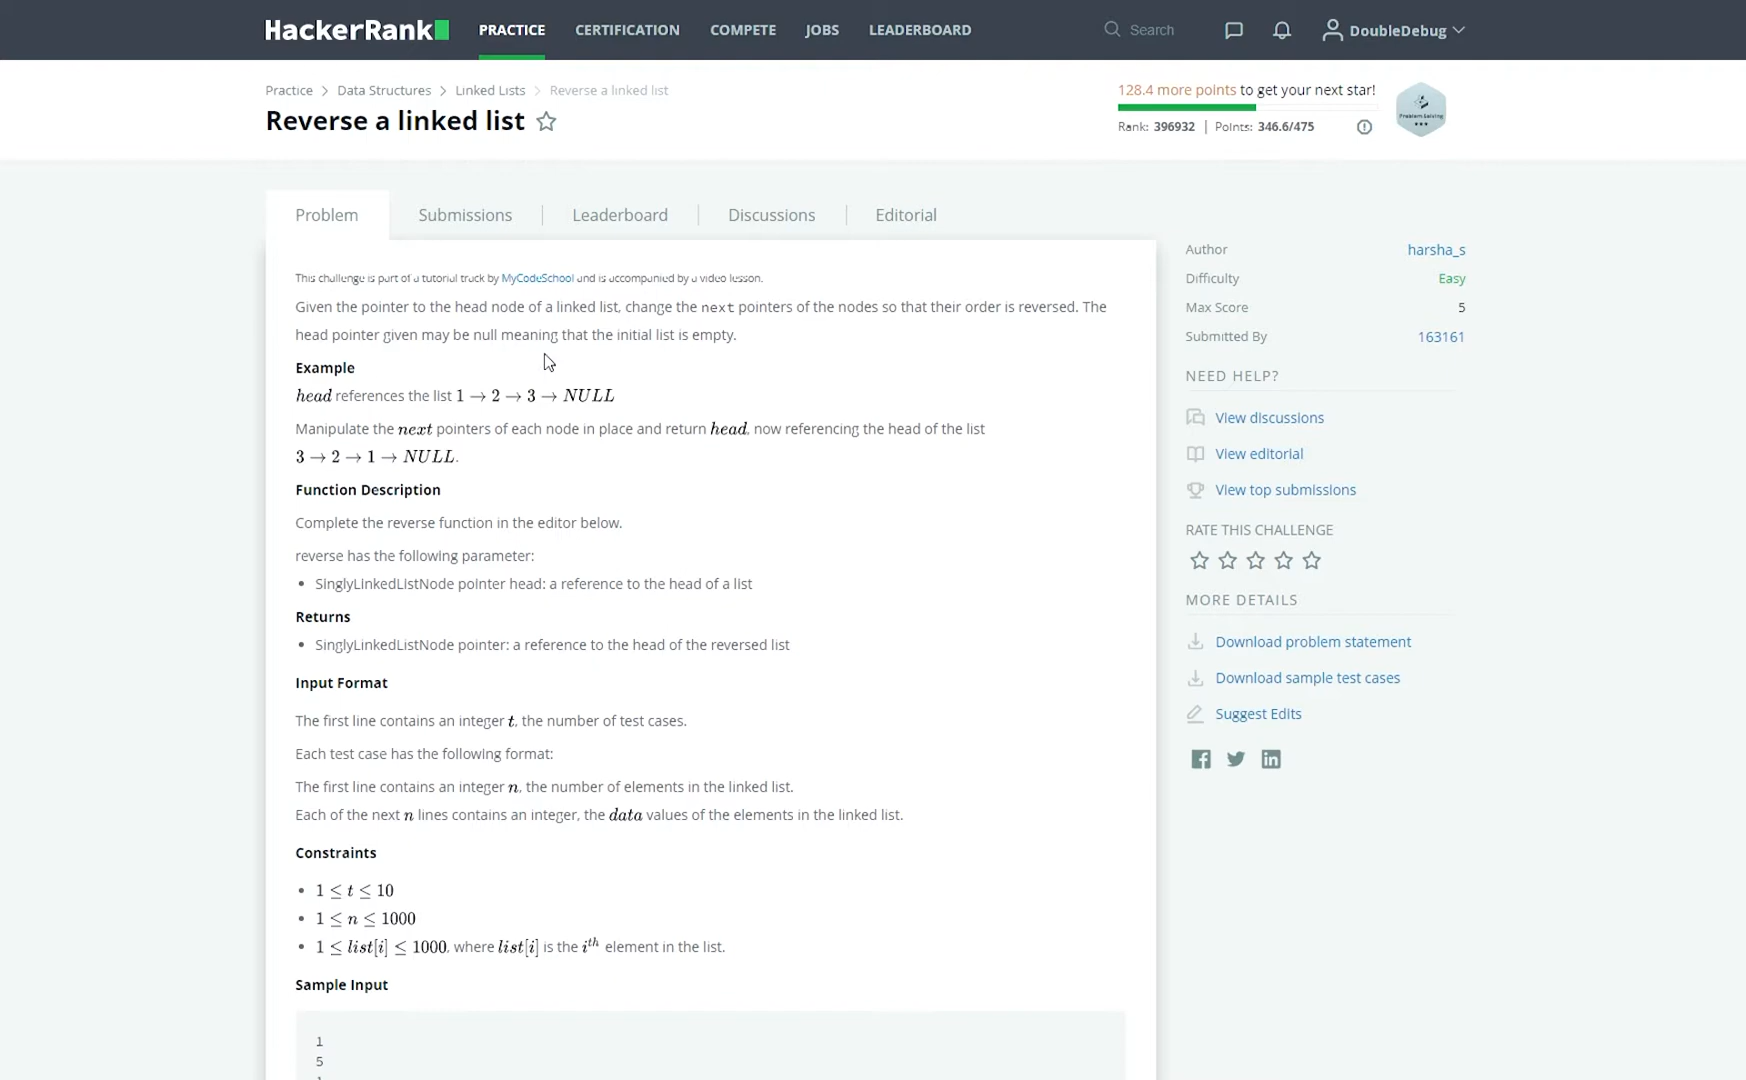 HackerRank PRACTICE CERTIFICATION COMPETE JOBS LEADERBOARD Search DoubleDebug
Practice > Data Structures > Linked Lists > Reverse a linked list
Reverse a linked list
128.4 more points to get your next star!
Rank: 396932 | Points: 346.6/475
Problem Solving
Problem Submissions Leaderboard Discussions Editorial
This challenge is part of a tutorial track by MyCodeSchool and is accompanied by a video lesson.
Given the pointer to the head node of a linked list, change the next pointers of the nodes so that their order is reversed. The
head pointer given may be null meaning that the initial list is empty.
Example
head references the list 1 → 2 → 3 → NULL
Manipulate the next pointers of each node in place and return head, now referencing the head of the list
3 → 2 → 1 → NULL.
Function Description
Complete the reverse function in the editor below.
reverse has the following parameter:
• SinglyLinkedListNode pointer head: a reference to the head of a list
Returns
• SinglyLinkedListNode pointer: a reference to the head of the reversed list
Input Format
The first line contains an integer t, the number of test cases.
Each test case has the following format:
The first line contains an integer n, the number of elements in the linked list.
Each of the next n lines contains an integer, the data values of the elements in the linked list.
Constraints
• 1 ≤ t ≤ 10
• 1 ≤ n ≤ 1000
• 1 ≤ list[i] ≤ 1000, where list[i] is the iᵗʰ element in the list.
Sample Input
1
5
Author harsha_s
Difficulty Easy
Max Score 5
Submitted By 163161
NEED HELP?
View discussions
View editorial
View top submissions
RATE THIS CHALLENGE
MORE DETAILS
Download problem statement
Download sample test cases
Suggest Edits